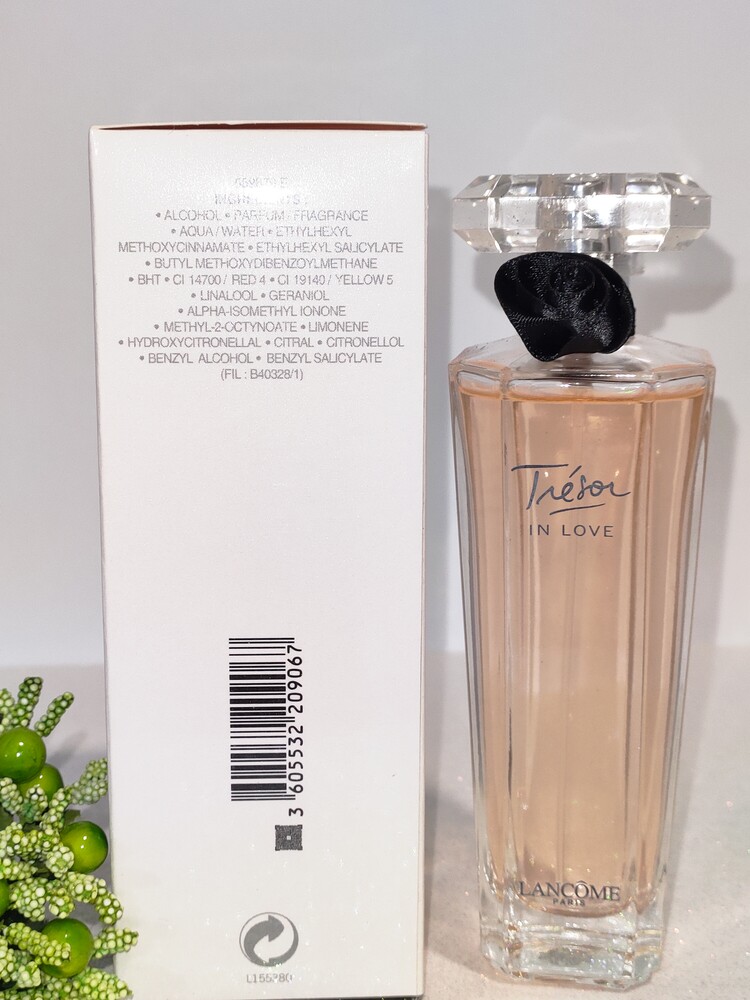 INGREDIENTS :
• ALCOHOL • PARFUM / FRAGRANCE
• AQUA / WATER • ETHYLHEXYL
METHOXYCINNAMATE • ETHYLHEXYL SALICYLATE
• BUTYL METHOXYDIBENZOYLMETHANE
• BHT • CI 14700 / RED 4 • CI 19140 / YELLOW 5
• LINALOOL • GERANIOL
• ALPHA-ISOMETHYL IONONE
• METHYL-2-OCTYNOATE • LIMONENE
• HYDROXYCITRONELLAL • CITRAL • CITRONELLOL
• BENZYL ALCOHOL • BENZYL SALICYLATE
(FIL : B40328/1)
3 605532 209067
Trésor
IN LOVE
LANCÔME
PARIS